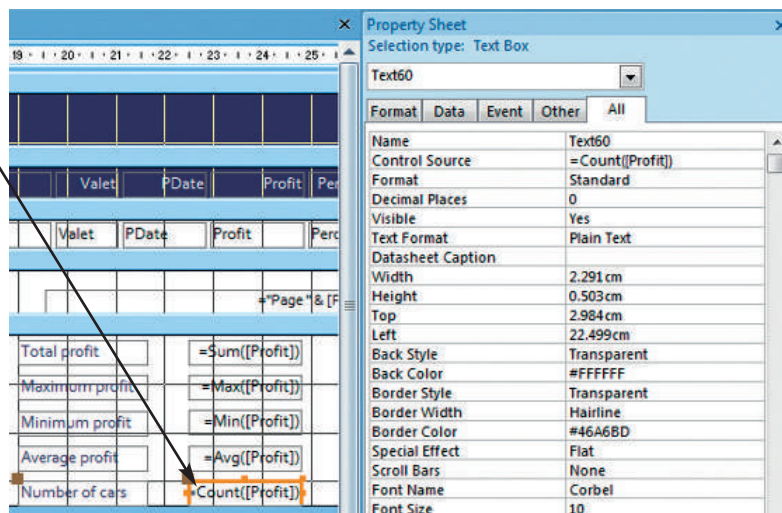 19 · 20 · 21 · 22 · 23 · 24 · 25
Valet PDate Profit
Valet PDate Profit
="Page " & [P
Total profit =Sum([Profit])
Maximum profit =Max([Profit])
Minimum profit =Min([Profit])
Average profit =Avg([Profit])
Number of cars =Count([Profit])
Property Sheet
Selection type: Text Box
Text60
Format Data Event Other All
Name Text60
Control Source =Count([Profit])
Format Standard
Decimal Places 0
Visible Yes
Text Format Plain Text
Datasheet Caption
Width 2.291cm
Height 0.503cm
Top 2.984cm
Left 22.499cm
Back Style Transparent
Back Color #FFFFFF
Border Style Transparent
Border Width Hairline
Border Color #46A6BD
Special Effect Flat
Scroll Bars None
Font Name Corbel
Font Size 10